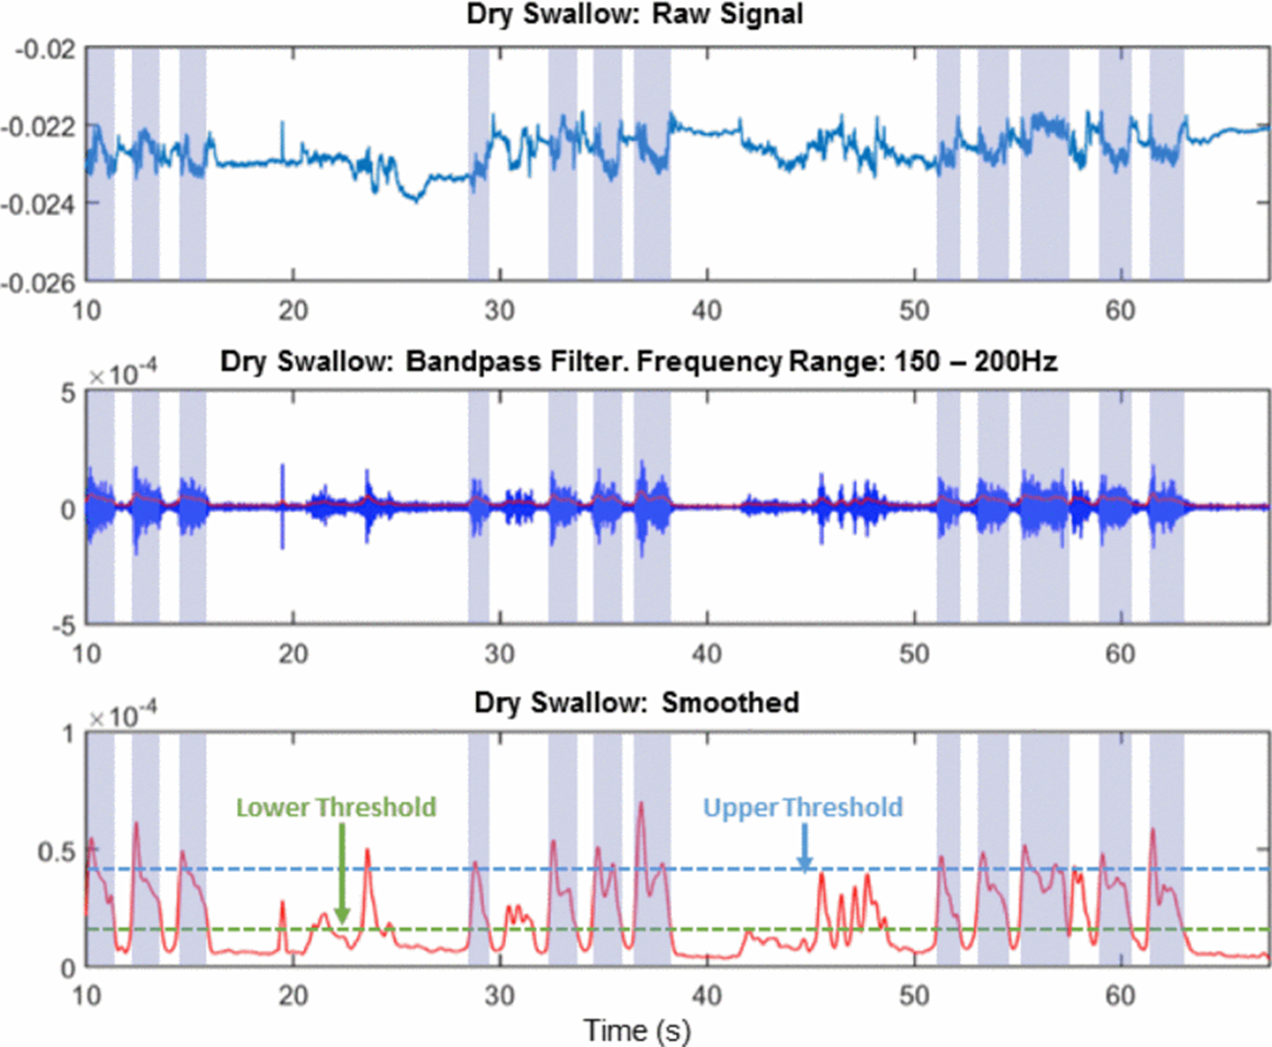 Dry Swallow: Raw Signal
-0.02
-0.022
-0.024
-0.026
10 20 30 40 50 60
Dry Swallow: Bandpass Filter. Frequency Range: 150 – 200Hz
×10-4
5
0
-5
10 20 30 40 50 60
Dry Swallow: Smoothed
×10-4
1
Lower Threshold Upper Threshold
0.5
0
10 20 30 40 50 60
Time (s)